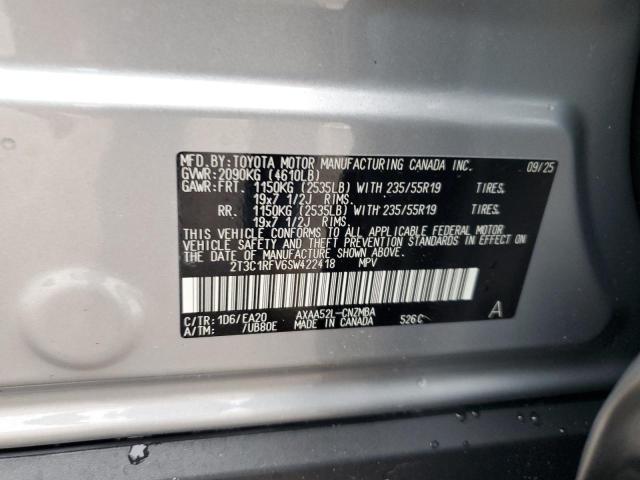 MFD.BY:TOYOTA MOTOR MANUFACTURING CANADA INC. 09/25
GVWR:2090KG (4610LB)
GAWR:FRT. 1150KG (2535LB) WITH 235/55R19 TIRES.
19x7 1/2J RIMS.
RR. 1150KG (2535LB) WITH 235/55R19 TIRES.
19x7 1/2J RIMS.
THIS VEHICLE CONFORMS TO ALL APPLICABLE FEDERAL MOTOR
VEHICLE SAFETY AND THEFT PREVENTION STANDARDS IN EFFECT ON
THE DATE OF MANUFACTURE SHOWN ABOVE.
2T3C1RFV6SW422418 MPV
C/TR:1D6/EA20 AXAA52L-CNZMBA 526C A
A/TM: 7UB80E MADE IN CANADA